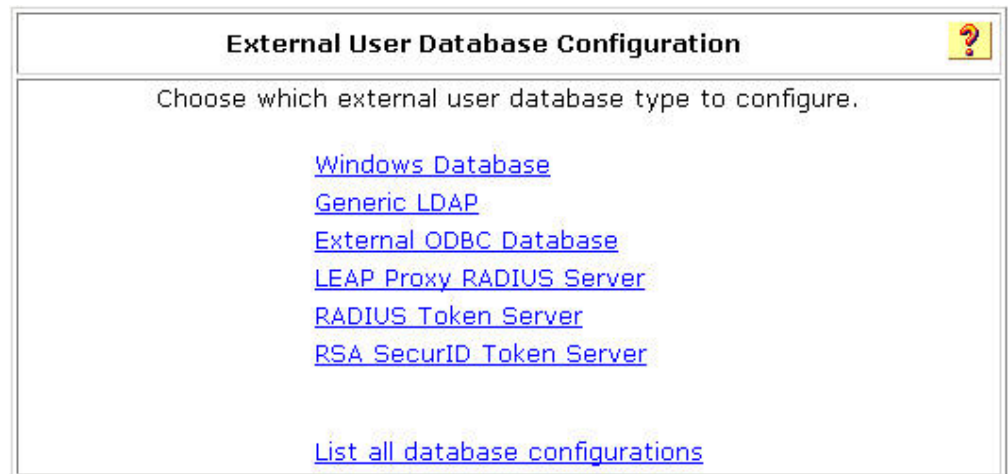 External User Database Configuration
?
Choose which external user database type to configure.
Windows Database
Generic LDAP
External ODBC Database
LEAP Proxy RADIUS Server
RADIUS Token Server
RSA SecurID Token Server
List all database configurations